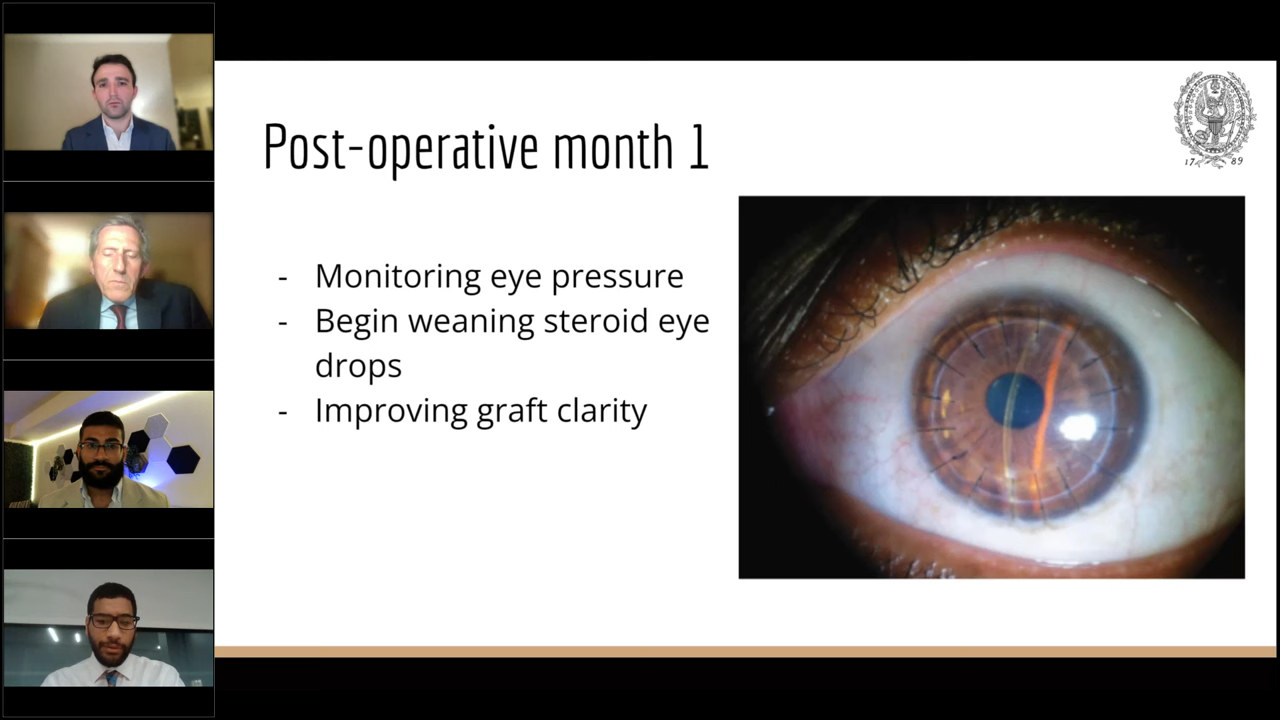 Post-operative month 1
17 89
- Monitoring eye pressure
- Begin weaning steroid eye
drops
- Improving graft clarity